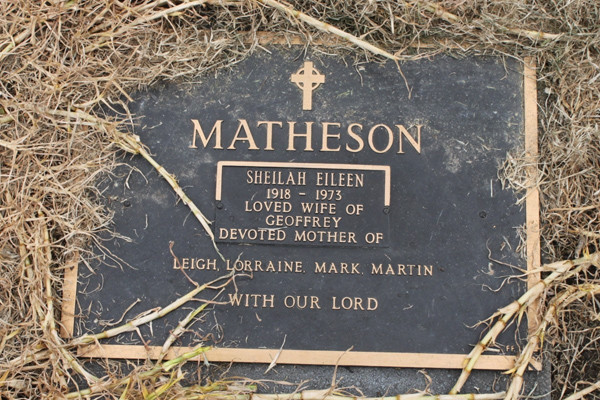 MATHESON
SHEILAH EILEEN
1918 - 1973
LOVED WIFE OF
GEOFFREY
DEVOTED MOTHER OF
LEIGH, LORRAINE, MARK, MARTIN
WITH OUR LORD